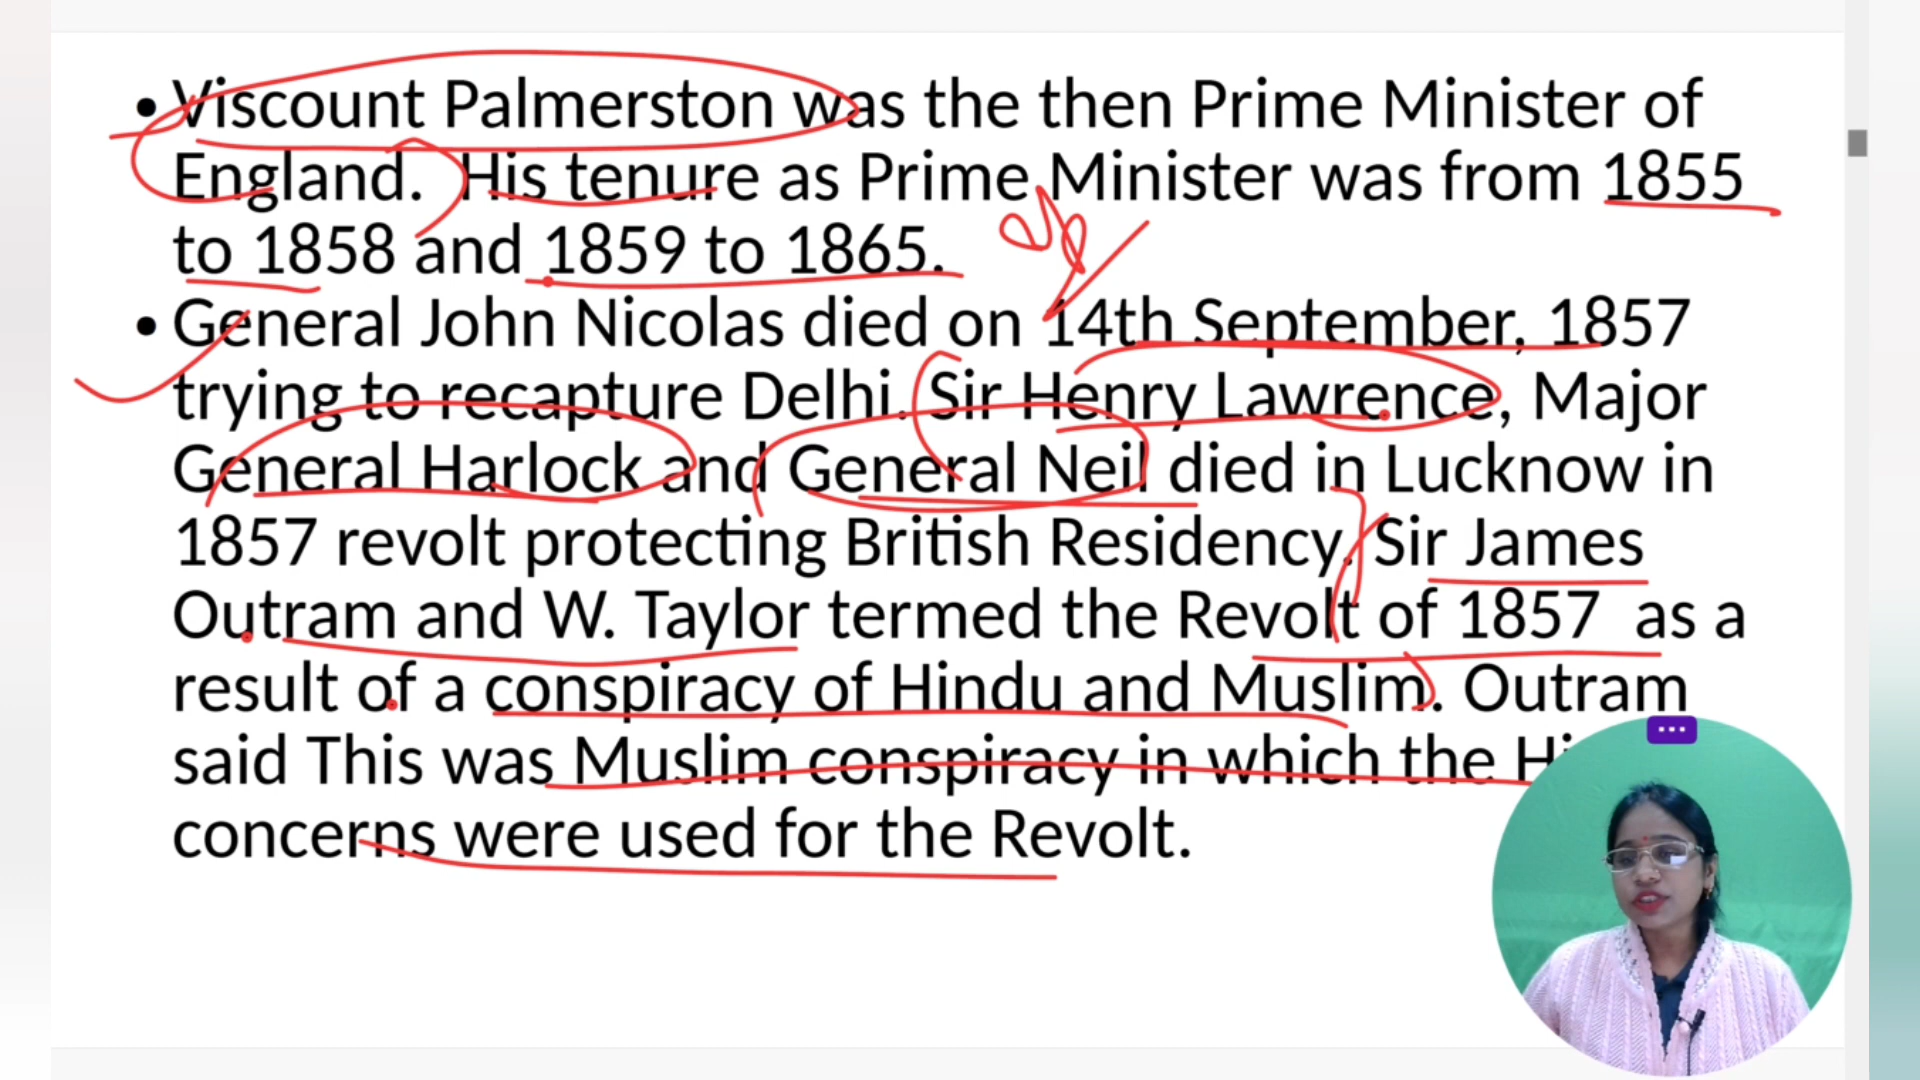 • Viscount Palmerston was the then Prime Minister of
England. His tenure as Prime Minister was from 1855
to 1858 and 1859 to 1865.
• General John Nicolas died on 14th September, 1857
trying to recapture Delhi. Sir Henry Lawrence, Major
General Harlock and General Neil died in Lucknow in
1857 revolt protecting British Residency. Sir James
Outram and W. Taylor termed the Revolt of 1857 as a
result of a conspiracy of Hindu and Muslim. Outram
said This was Muslim conspiracy in which the
concerns were used for the Revolt.